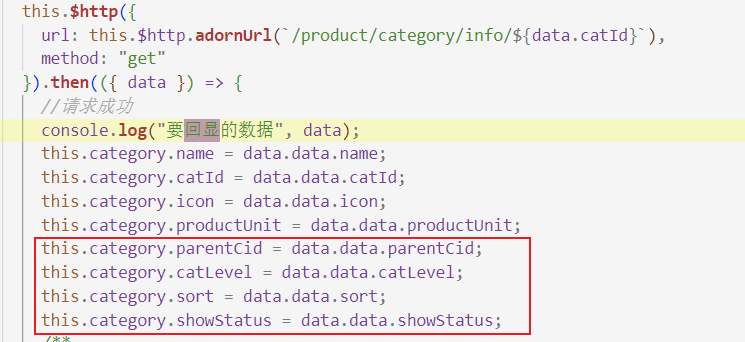 this.$http({
url: this.$http.adornUrl(`/product/category/info/${data.catId}`),
method: "get"
}).then(({ data }) => {
//请求成功
console.log("要回显的数据", data);
this.category.name = data.data.name;
this.category.catId = data.data.catId;
this.category.icon = data.data.icon;
this.category.productUnit = data.data.productUnit;
this.category.parentCid = data.data.parentCid;
this.category.catLevel = data.data.catLevel;
this.category.sort = data.data.sort;
this.category.showStatus = data.data.showStatus;
/**